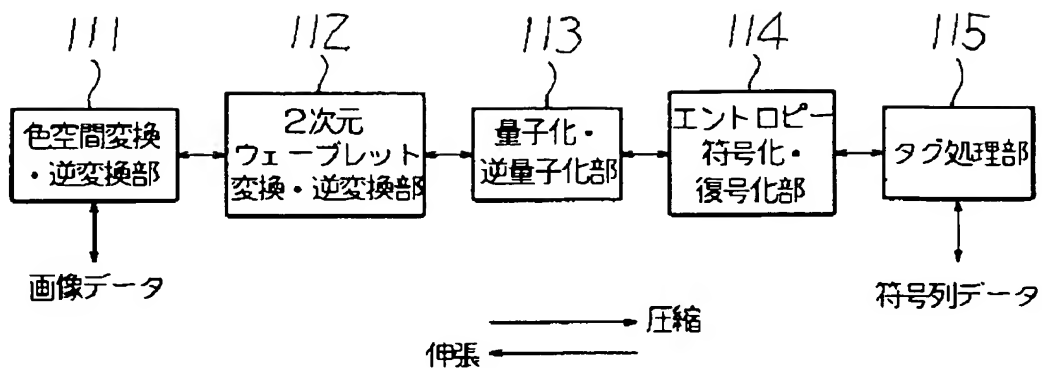 111
112
113
114
115
色空間変換
・逆変換部
2次元
ウェーブレット
変換・逆変換部
量子化・
逆量子化部
エントロピー
符号化・
復号化部
タグ処理部
画像データ
符号列データ
圧縮
伸張